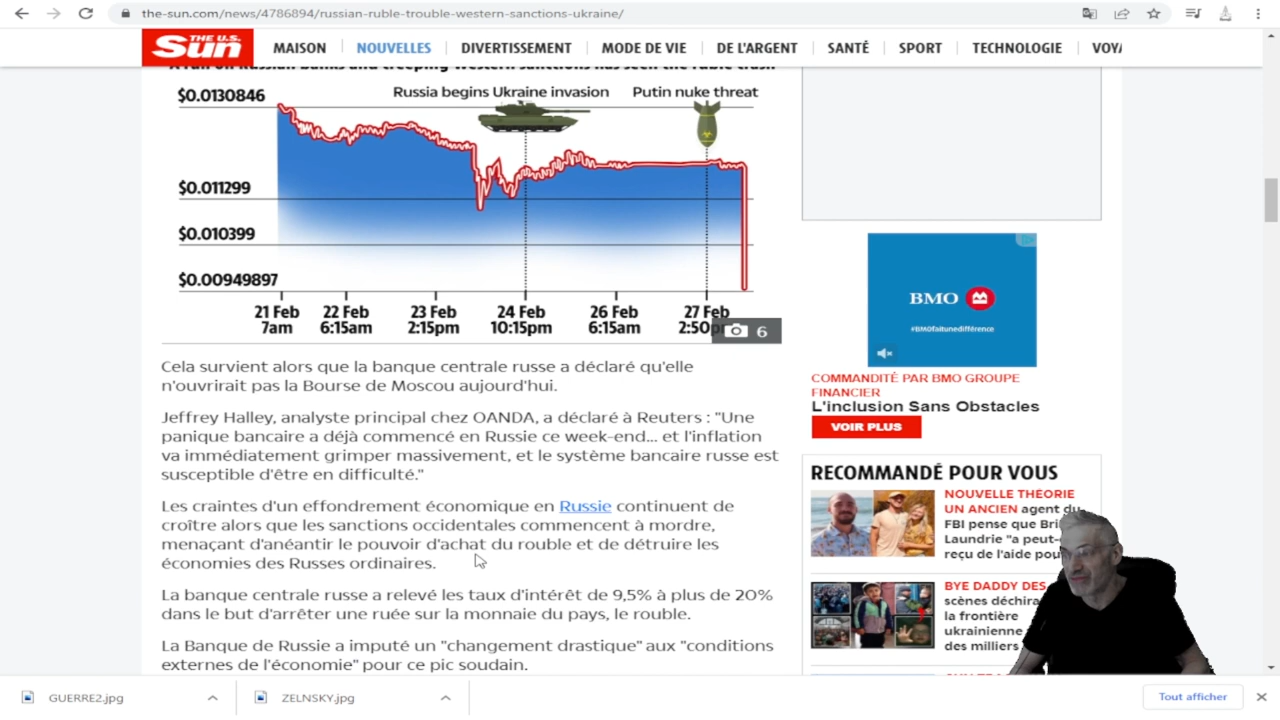 the-sun.com/news/4786894/russian-ruble-trouble-western-sanctions-ukraine/
THE U.S. Sun
MAISON
NOUVELLES
DIVERTISSEMENT
MODE DE VIE
DE L'ARGENT
SANTÉ
SPORT
TECHNOLOGIE
VOYA
A run on Russian banks and creeping Western sanctions has seen the ruble crash
$0.0130846
Russia begins Ukraine invasion
Putin nuke threat
$0.011299
$0.010399
$0.00949897
21 Feb 22 Feb 23 Feb 24 Feb 26 Feb 27 Feb
7am 6:15am 2:15pm 10:15pm 6:15am 2:50p
6
Cela survient alors que la banque centrale russe a déclaré qu'elle
n'ouvrirait pas la Bourse de Moscou aujourd'hui.
Jeffrey Halley, analyste principal chez OANDA, a déclaré à Reuters : "Une
panique bancaire a déjà commencé en Russie ce week-end... et l'inflation
va immédiatement grimper massivement, et le système bancaire russe est
susceptible d'être en difficulté."
Les craintes d'un effondrement économique en Russie continuent de
croître alors que les sanctions occidentales commencent à mordre,
menaçant d'anéantir le pouvoir d'achat du rouble et de détruire les
économies des Russes ordinaires.
La banque centrale russe a relevé les taux d'intérêt de 9,5% à plus de 20%
dans le but d'arrêter une ruée sur la monnaie du pays, le rouble.
La Banque de Russie a imputé un "changement drastique" aux "conditions
externes de l'économie" pour ce pic soudain.
BMO
#BMOfaitunedifférence
COMMANDITÉ PAR BMO GROUPE
FINANCIER
L'inclusion Sans Obstacles
VOIR PLUS
RECOMMANDÉ POUR VOUS
NOUVELLE THÉORIE
UN ANCIEN agent du
FBI pense que Bri
Laundrie "a peut-
reçu de l'aide pou
BYE DADDY DES
scènes déchira
la frontière
ukrainienne
des milliers
GUERRE2.jpg
ZELNSKY.jpg
Tout afficher